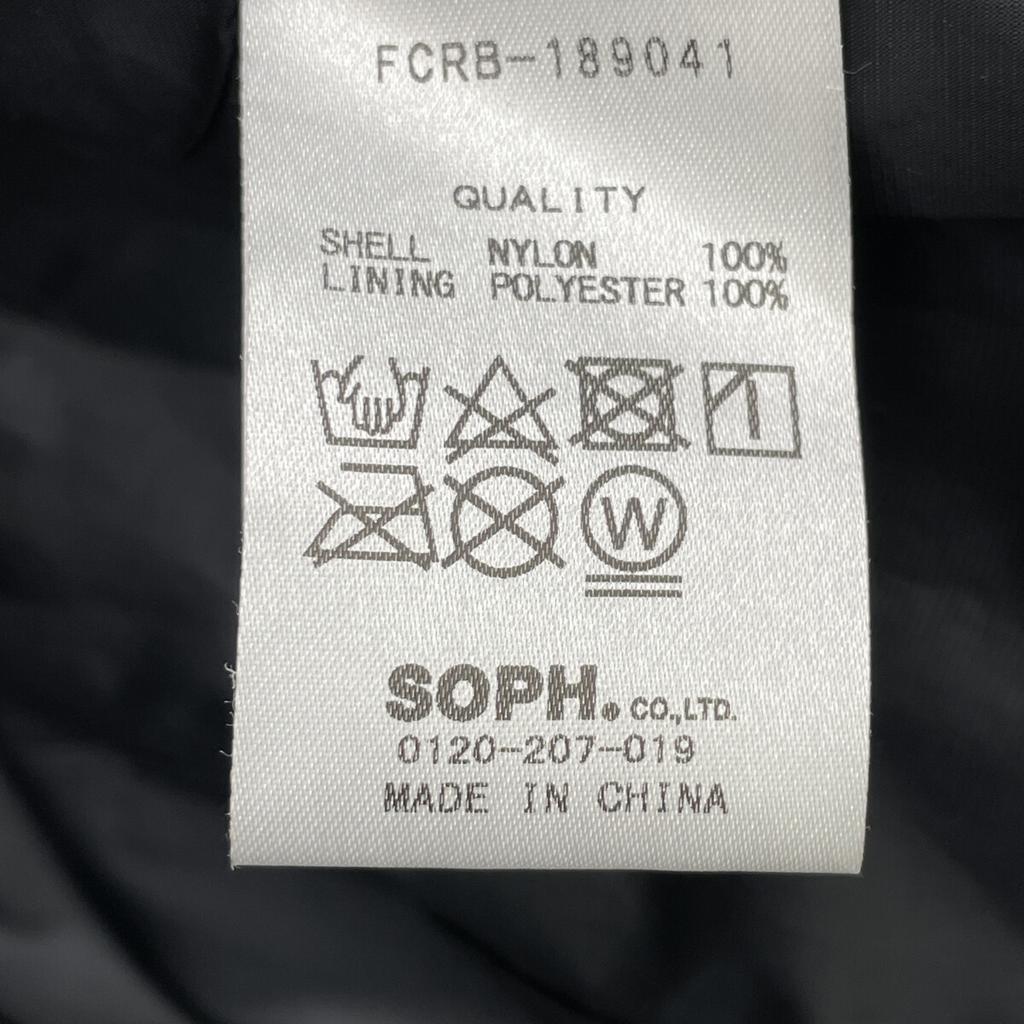 FCRB-189041
QUALITY
SHELL NYLON 100%
LINING POLYESTER 100%
W
SOPH. CO.,LTD.
0120-207-019
MADE IN CHINA